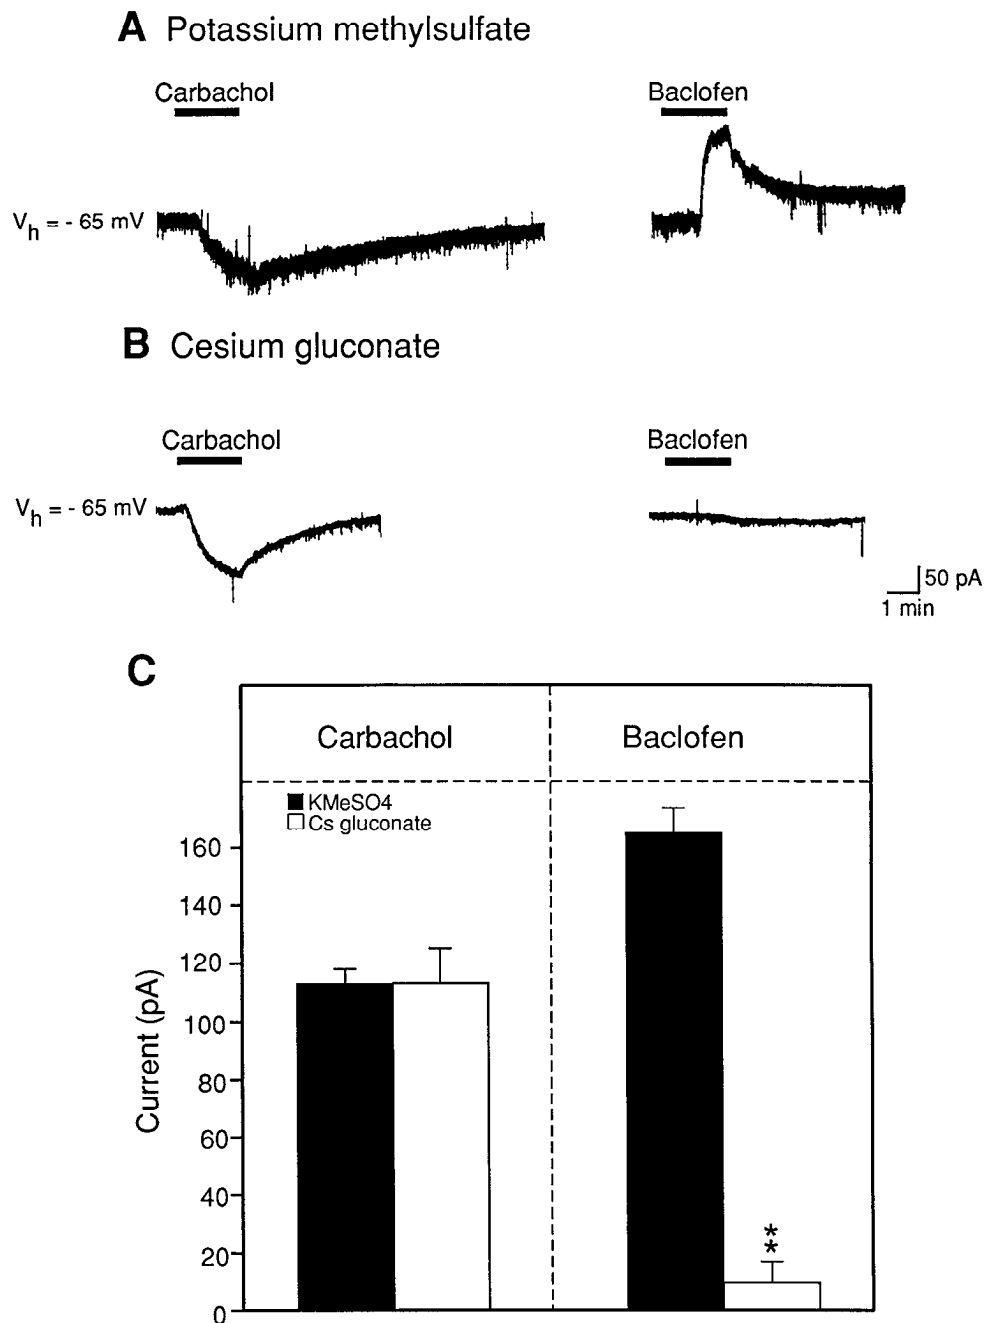 A Potassium methylsulfate
Carbachol
Baclofen
Vh = - 65 mV
B Cesium gluconate
Carbachol
Baclofen
Vh = - 65 mV
50 pA
1 min
C
Carbachol
Baclofen
KMeSO4
Cs gluconate
160
140
120
100
80
60
40
20
0
Current (pA)
*
*